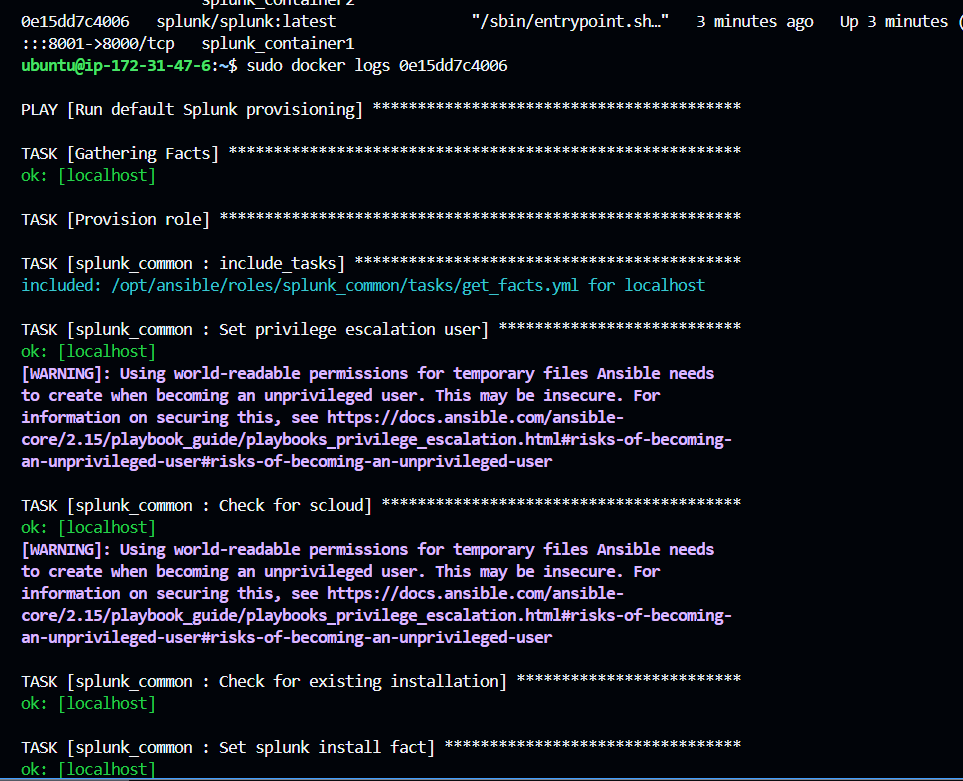 splunk_container2
0e15dd7c4006   splunk/splunk:latest               "/sbin/entrypoint.sh…"   3 minutes ago   Up 3 minutes (
:::8001->8000/tcp   splunk_container1
ubuntu@ip-172-31-47-6:~$ sudo docker logs 0e15dd7c4006
PLAY [Run default Splunk provisioning] *****************************************
TASK [Gathering Facts] *********************************************************
ok: [localhost]
TASK [Provision role] **********************************************************
TASK [splunk_common : include_tasks] *******************************************
included: /opt/ansible/roles/splunk_common/tasks/get_facts.yml for localhost
TASK [splunk_common : Set privilege escalation user] ***************************
ok: [localhost]
[WARNING]: Using world-readable permissions for temporary files Ansible needs
to create when becoming an unprivileged user. This may be insecure. For
information on securing this, see https://docs.ansible.com/ansible-
core/2.15/playbook_guide/playbooks_privilege_escalation.html#risks-of-becoming-
an-unprivileged-user#risks-of-becoming-an-unprivileged-user
TASK [splunk_common : Check for scloud] ****************************************
ok: [localhost]
[WARNING]: Using world-readable permissions for temporary files Ansible needs
to create when becoming an unprivileged user. This may be insecure. For
information on securing this, see https://docs.ansible.com/ansible-
core/2.15/playbook_guide/playbooks_privilege_escalation.html#risks-of-becoming-
an-unprivileged-user#risks-of-becoming-an-unprivileged-user
TASK [splunk_common : Check for existing installation] *************************
ok: [localhost]
TASK [splunk_common : Set splunk install fact] *********************************
ok: [localhost]